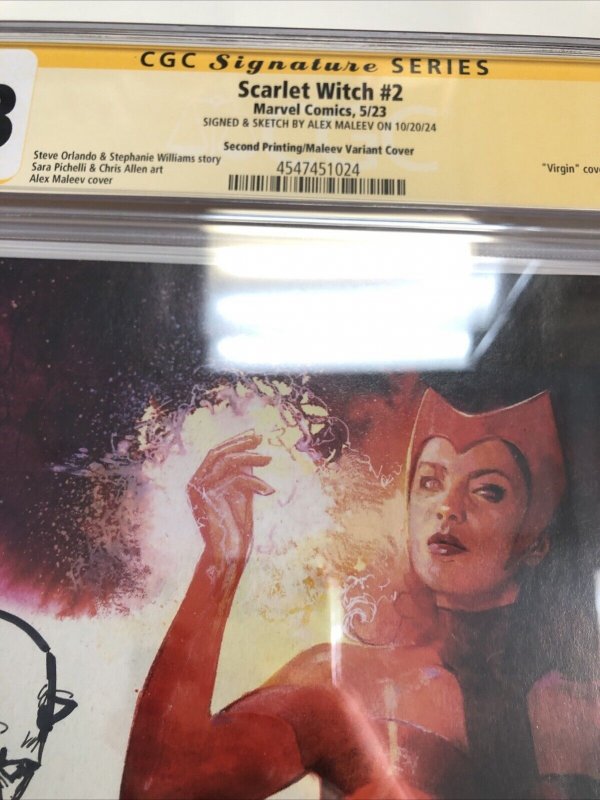 CGC Signature SERIES
Scarlet Witch #2
Marvel Comics, 5/23
SIGNED & SKETCH BY ALEX MALEEV ON 10/20/24
Second Printing/Maleev Variant Cover
4547451024
Steve Orlando & Stephanie Williams story
Sara Pichelli & Chris Allen art
Alex Maleev cover
"Virgin" cove